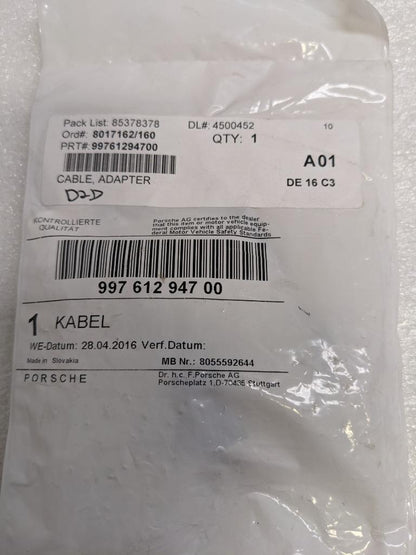 Pack List: 85378378 DL#: 4500452 10
Ord#: 8017162/160 QTY: 1
PRT#: 99761294700
A01
CABLE, ADAPTER DE 16 C3
D2D
KONTROLLIERTE QUALITAT
Porsche AG certifies to the dealer
that this item or motor vehicle equip-
ment complies with all applicable Fe-
deral Motor Vehicle Safety Standards
997 612 947 00
1 KABEL
WE-Datum: 28.04.2016 Verf.Datum:
Made in Slovakia MB Nr.: 8055592644
PORSCHE Dr. h.c. F.Porsche AG
Porscheplatz 1,D-70435 Stuttgart